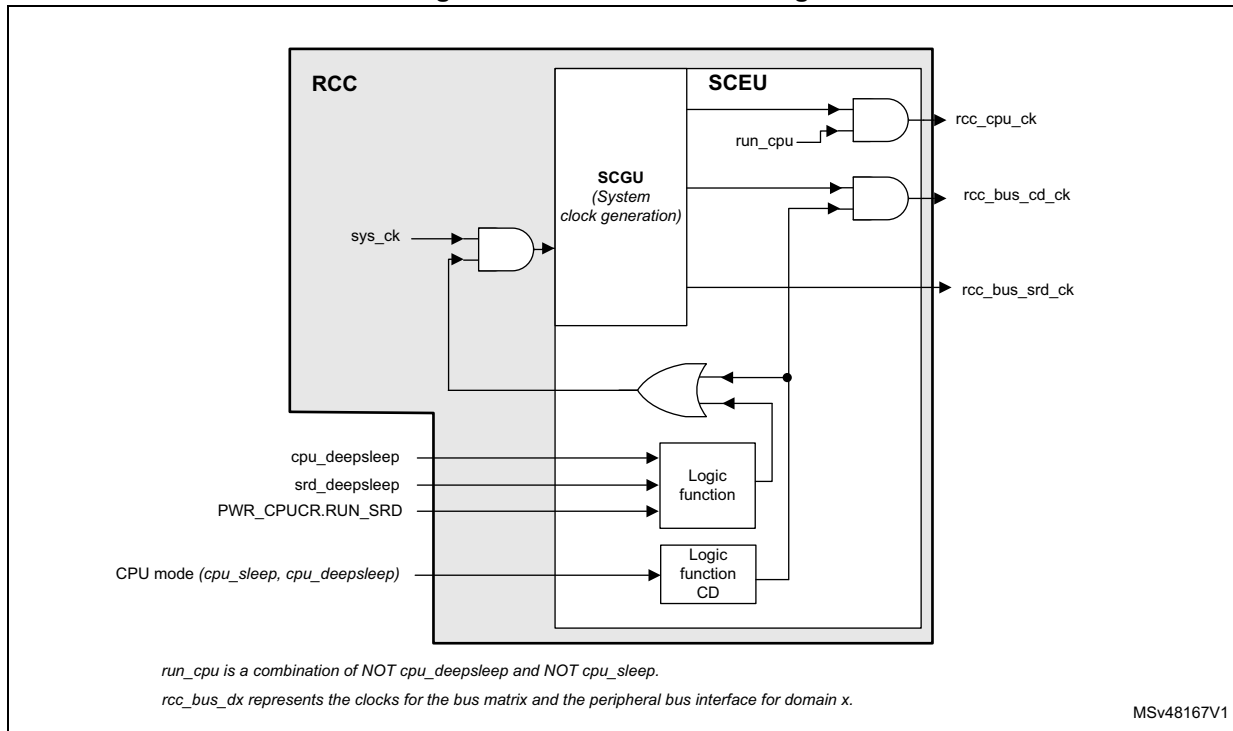 RCC
SCEU
rcc_cpu_ck
run_cpu
SCGU
(System
clock generation)
rcc_bus_cd_ck
sys_ck
rcc_bus_srd_ck
cpu_deepsleep
srd_deepsleep
PWR_CPUCR.RUN_SRD
Logic
function
CPU mode (cpu_sleep, cpu_deepsleep)
Logic
function
CD
run_cpu is a combination of NOT cpu_deepsleep and NOT cpu_sleep.
rcc_bus_dx represents the clocks for the bus matrix and the peripheral bus interface for domain x.
MSv48167V1